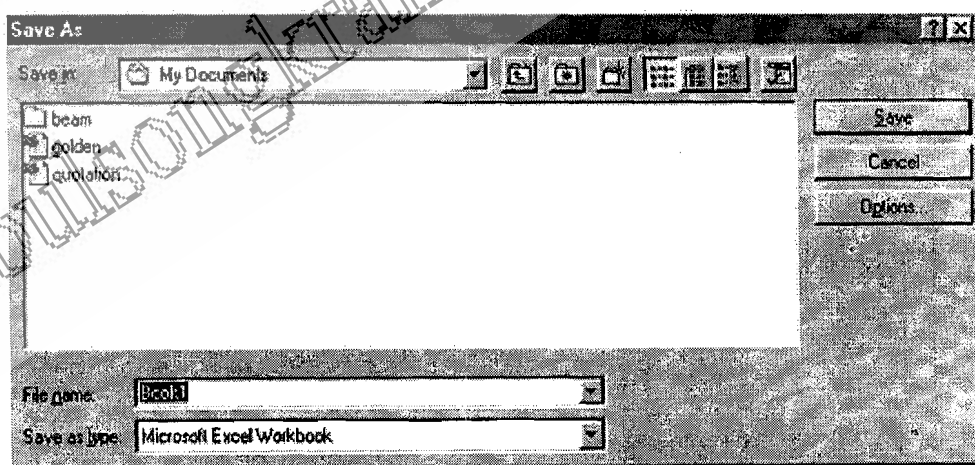 Save As
Save in: My Documents
beam
golden
quotation
Save
Cancel
Options...
File name: Book1
Save as type: Microsoft Excel Workbook